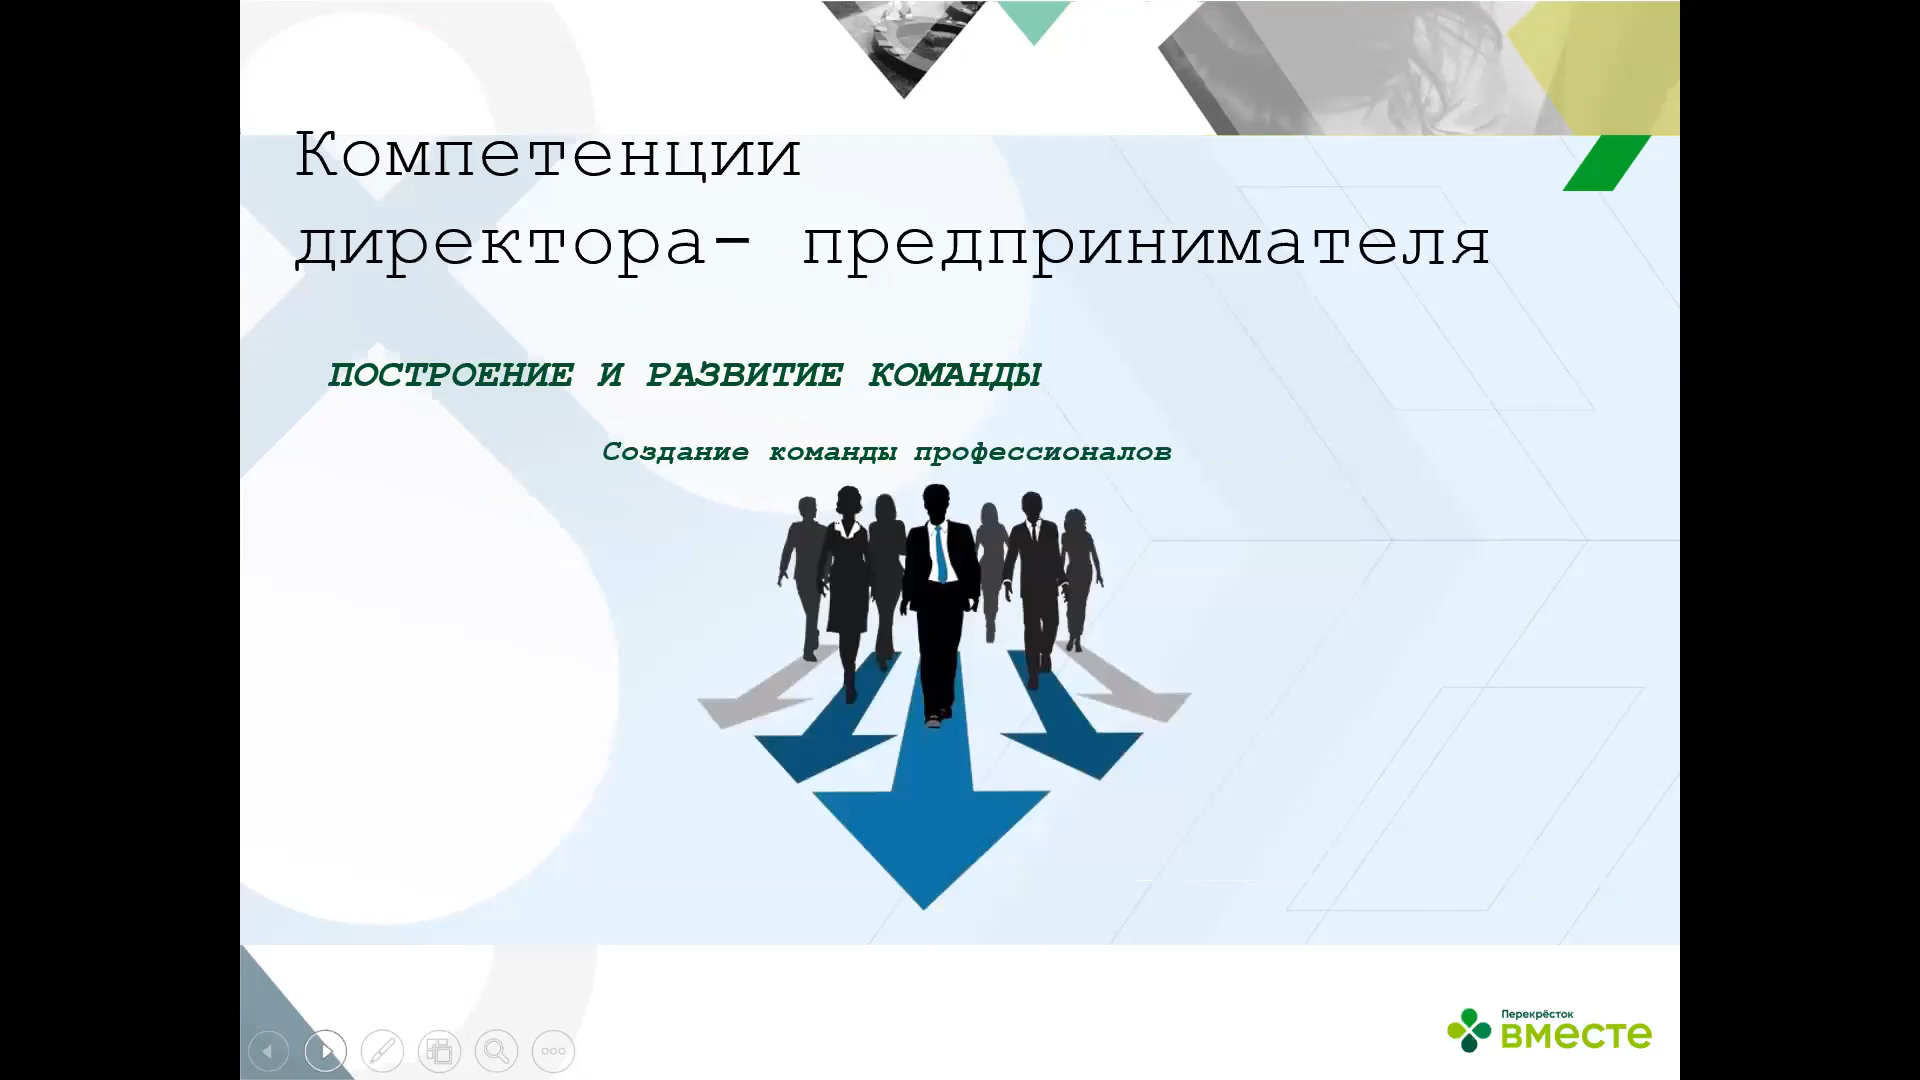 Компетенции
директора- предпринимателя
ПОСТРОЕНИЕ И РАЗВИТИЕ КОМАНДЫ
Создание команды профессионалов
Перекрёсток
вместе